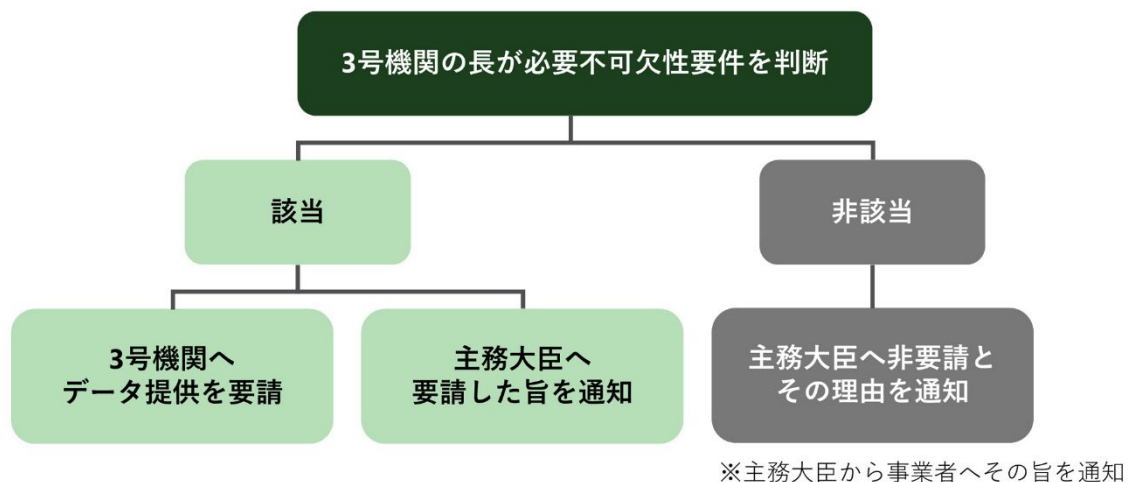 3号機関の長が必要不可欠性要件を判断
該当
非該当
3号機関へ
データ提供を要請
主務大臣へ
要請した旨を通知
主務大臣へ非要請と
その理由を通知
※主務大臣から事業者へその旨を通知